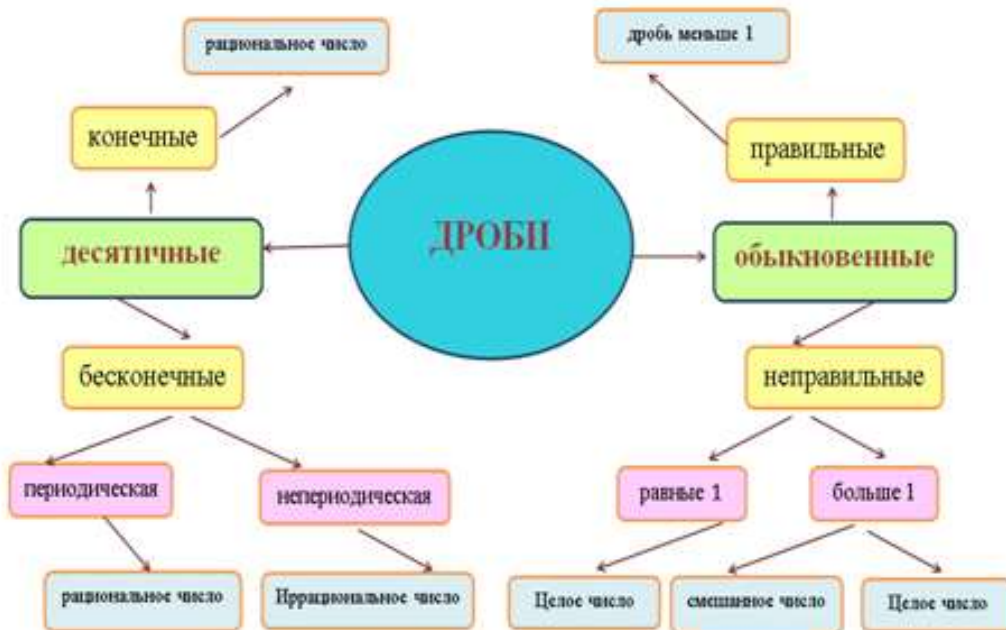 рациональное число
дробь меньше 1
конечные
правильные
ДРОБИ
десятичные
обыкновенные
бесконечные
неправильные
периодическая
непериодическая
равные 1
больше 1
рациональное число
Иррациональное число
Целое число
смешанное число
Целое число